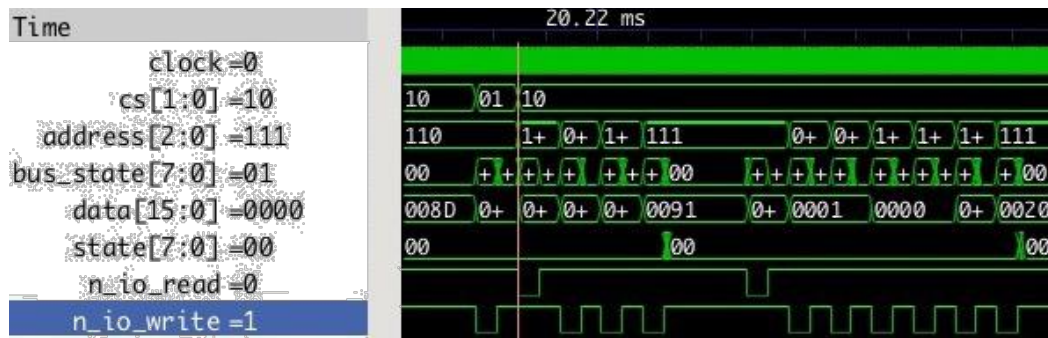 20.22 ms
Time
clock=0
cs[1:0]=10 10 01 10
address[2:0]=111 110 1+ 0+ 1+ 111 0+ 0+ 1+ 1+ 1+ 111
bus_state[7:0]=01 00 + + + + + + + + 00 + + + + + + + + + + 00
data[15:0]=0000 008D 0+ 0+ 0+ 0+ 0091 0+ 0001 0000 0+ 0020
state[7:0]=00 00 00 00
n_io_read=0
n_io_write=1